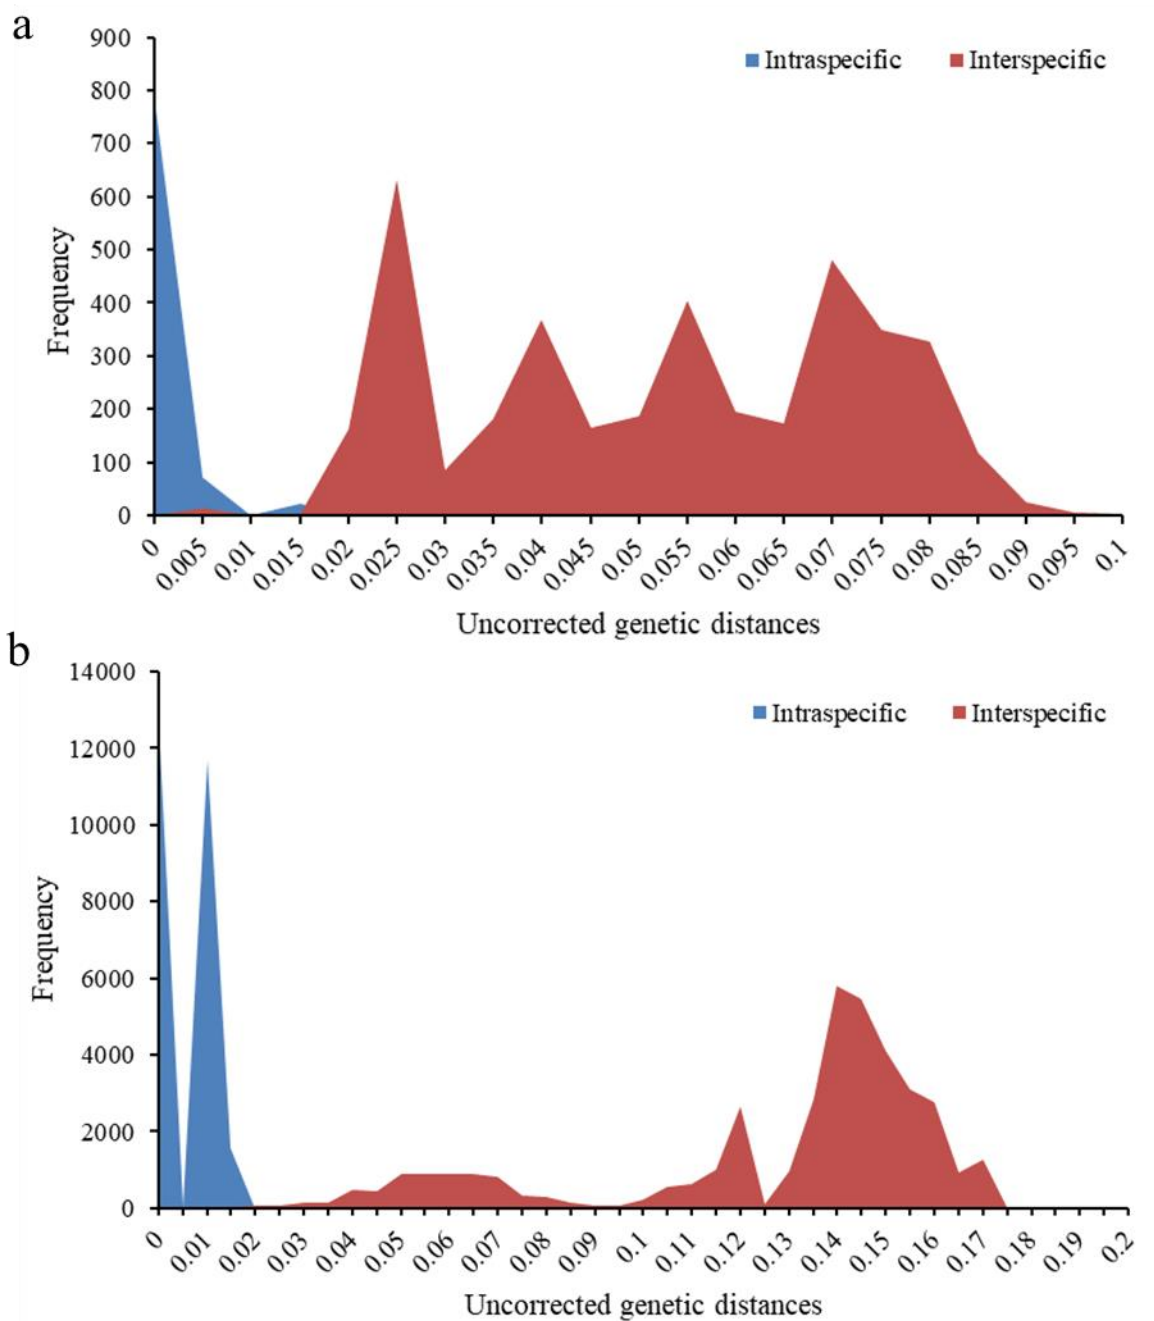 a
900
800
700
600
500
400
300
200
100
0
Frequency
Intraspecific Interspecific
0 0.005 0.01 0.015 0.02 0.025 0.03 0.035 0.04 0.045 0.05 0.055 0.06 0.065 0.07 0.075 0.08 0.085 0.09 0.095 0.1
Uncorrected genetic distances
b
14000
12000
10000
8000
6000
4000
2000
0
Frequency
Intraspecific Interspecific
0 0.01 0.02 0.03 0.04 0.05 0.06 0.07 0.08 0.09 0.1 0.11 0.12 0.13 0.14 0.15 0.16 0.17 0.18 0.19 0.2
Uncorrected genetic distances